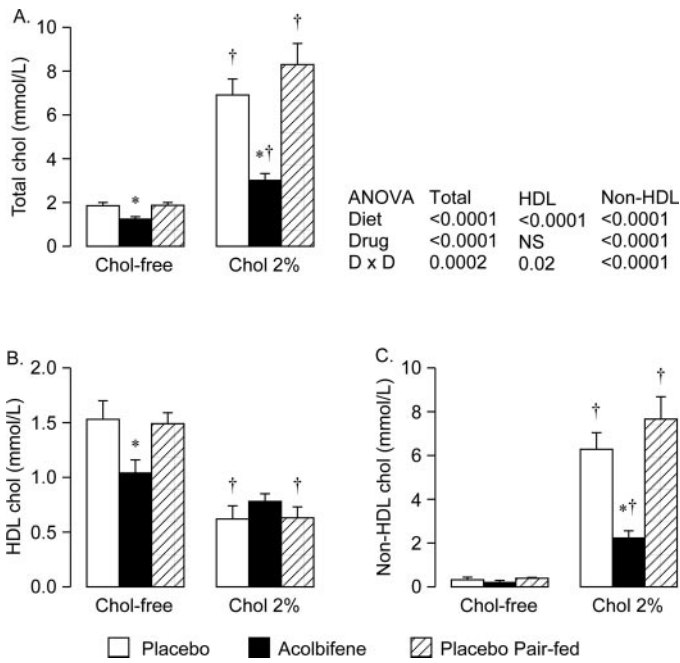 A.
Total chol (mmol/L)
10
8
6
4
2
0
*
†
*†
†
Chol-free Chol 2%
ANOVA Total HDL Non-HDL
Diet <0.0001 <0.0001 <0.0001
Drug <0.0001 NS <0.0001
D x D 0.0002 0.02 <0.0001
B.
HDL chol (mmol/L)
2.0
1.5
1.0
0.5
0.0
*
† †
Chol-free Chol 2%
C.
Non-HDL chol (mmol/L)
10
8
6
4
2
0
†
*†
†
Chol-free Chol 2%
Placebo Acolbifene Placebo Pair-fed